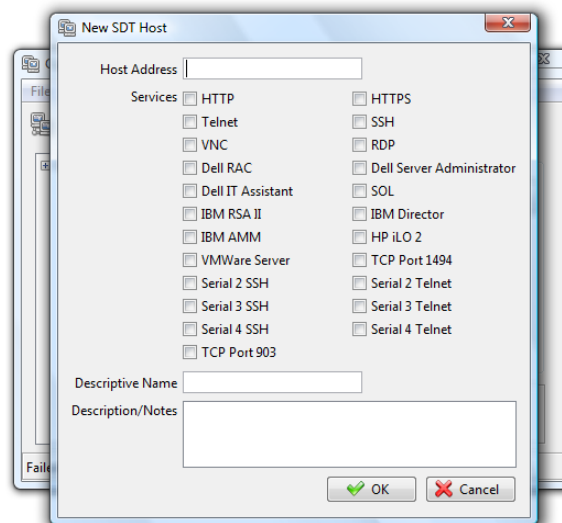 New SDT Host
File
Host Address
Services
HTTP HTTPS
Telnet SSH
VNC RDP
Dell RAC Dell Server Administrator
Dell IT Assistant SOL
IBM RSA II IBM Director
IBM AMM HP iLO 2
VMWare Server TCP Port 1494
Serial 2 SSH Serial 2 Telnet
Serial 3 SSH Serial 3 Telnet
Serial 4 SSH Serial 4 Telnet
TCP Port 903
Descriptive Name
Description/Notes
OK Cancel